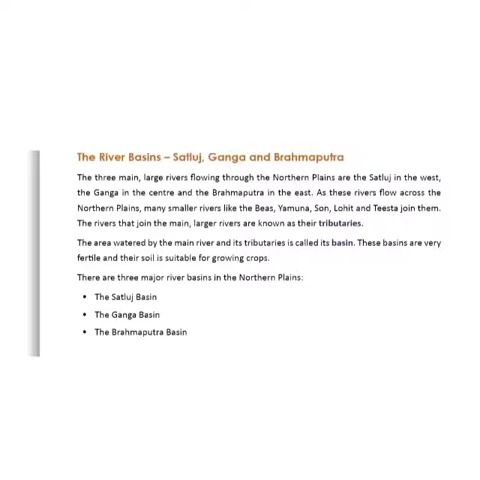 The River Basins – Satluj, Ganga and Brahmaputra
The three main, large rivers flowing through the Northern Plains are the Satluj in the west,
the Ganga in the centre and the Brahmaputra in the east. As these rivers flow across the
Northern Plains, many smaller rivers like the Beas, Yamuna, Son, Lohit and Teesta join them.
The rivers that join the main, larger rivers are known as their tributaries.
The area watered by the main river and its tributaries is called its basin. These basins are very
fertile and their soil is suitable for growing crops.
There are three major river basins in the Northern Plains:
• The Satluj Basin
• The Ganga Basin
• The Brahmaputra Basin